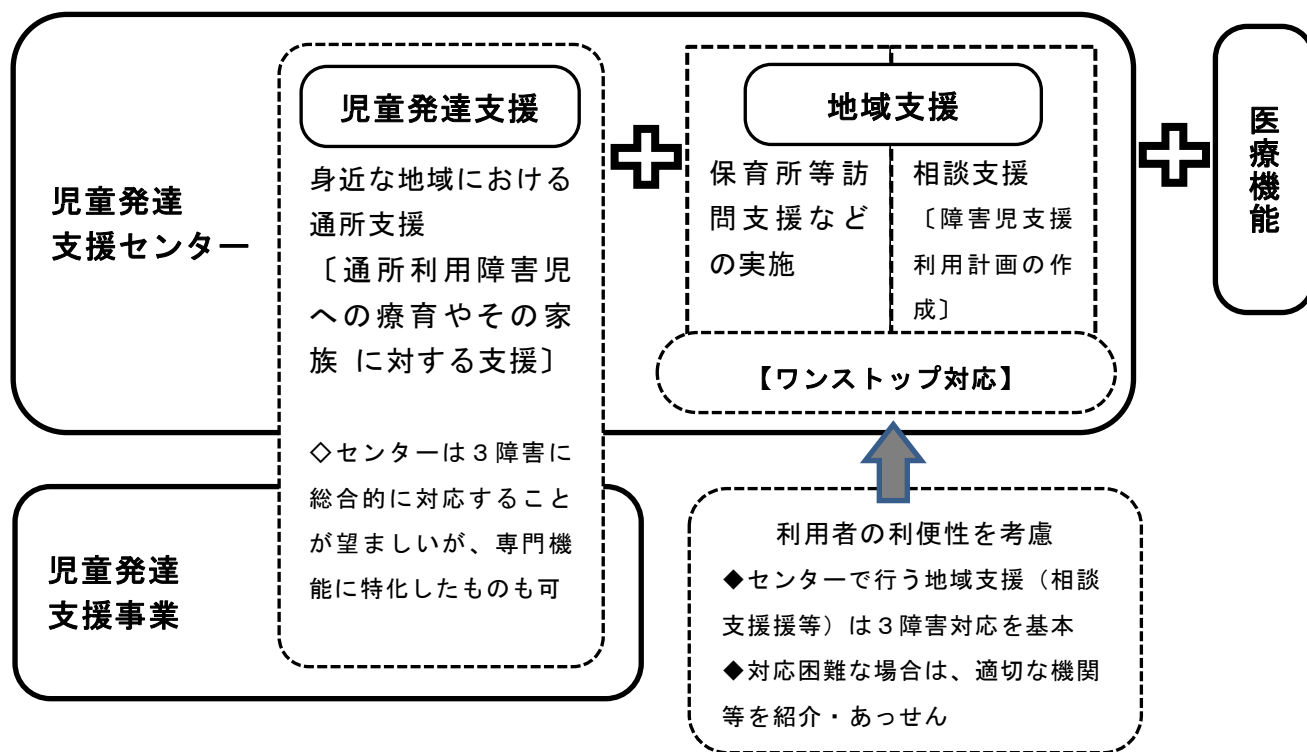 児童発達
支援センター
児童発達支援
身近な地域における
通所支援
〔通所利用障害児
への療育やその家
族 に対する支援〕
◇センターは３障害に
総合的に対応すること
が望ましいが、専門機
能に特化したものも可
地域支援
保育所等訪
問支援など
の実施
相談支援
〔障害児支援
利用計画の作
成〕
【ワンストップ対応】
医療機能
児童発達
支援事業
利用者の利便性を考慮
◆センターで行う地域支援（相談
支援援等）は３障害対応を基本
◆対応困難な場合は、適切な機関
等を紹介・あっせん